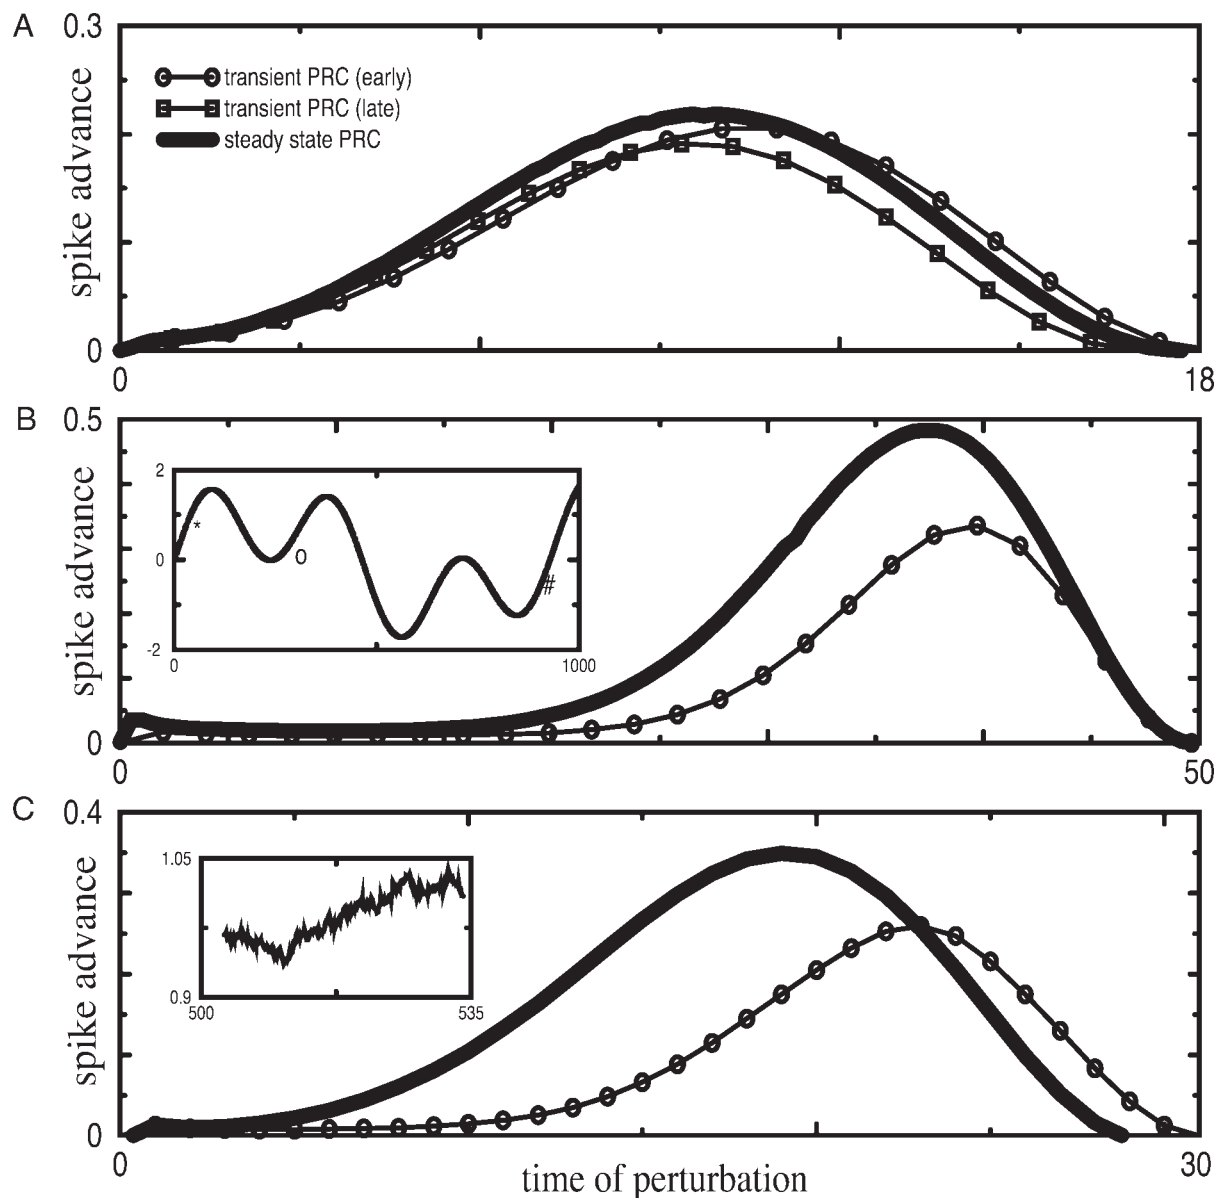 A
0.3
transient PRC (early)
transient PRC (late)
steady state PRC
spike advance
0
0
18
B
0.5
2
*
O
0
#
-2
0
1000
spike advance
0
0
50
C
0.4
1.05
0.9
500
535
spike advance
0
0
30
time of perturbation